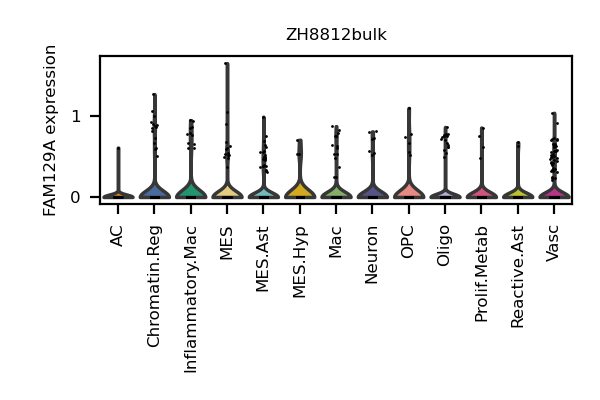 ZH8812bulk
FAM129A expression
1
0
AC
Chromatin.Reg
Inflammatory.Mac
MES
MES.Ast
MES.Hyp
Mac
Neuron
OPC
Oligo
Prolif.Metab
Reactive.Ast
Vasc